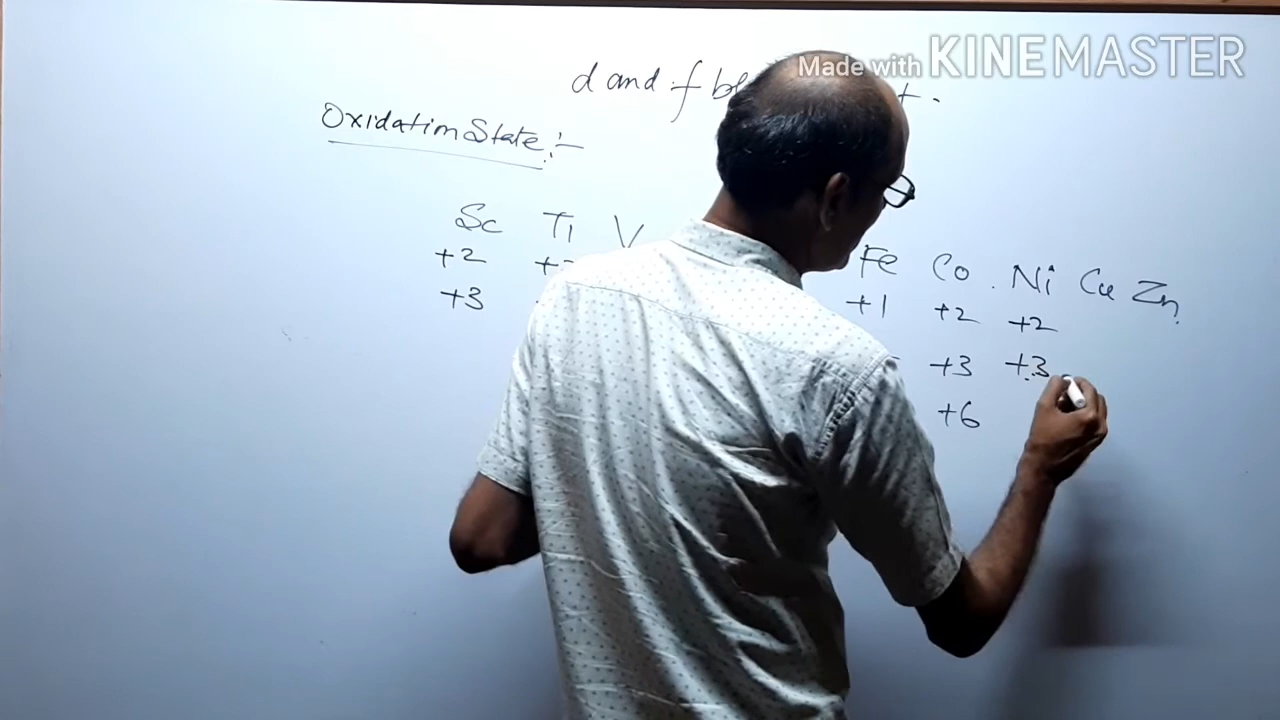 Made with KINEMASTER
d and f
Oxidation State :-
Sc Ti V Fe Co Ni Cu Zn
+2 +1 +2 +2
+3 +3 +3
+6